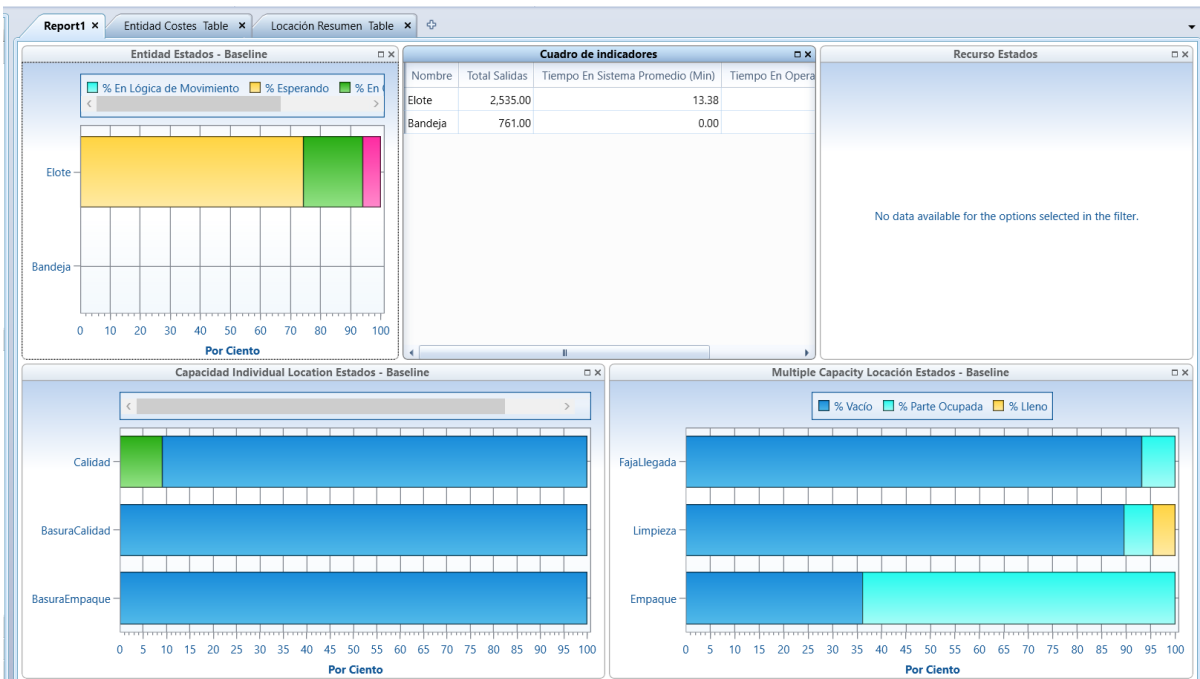 Report1 × Entidad Costes Table × Locación Resumen Table ×
Entidad Estados - Baseline
% En Lógica de Movimiento % Esperando % En
Elote
Bandeja
0 10 20 30 40 50 60 70 80 90 100
Por Ciento
Cuadro de indicadores
Nombre Total Salidas Tiempo En Sistema Promedio (Min) Tiempo En Opera
Elote 2,535.00 13.38
Bandeja 761.00 0.00
Recurso Estados
No data available for the options selected in the filter.
Capacidad Individual Location Estados - Baseline
Calidad
BasuraCalidad
BasuraEmpaque
0 5 10 15 20 25 30 35 40 45 50 55 60 65 70 75 80 85 90 95 100
Por Ciento
Multiple Capacity Locación Estados - Baseline
% Vacío % Parte Ocupada % Lleno
FajaLlegada
Limpieza
Empaque
0 5 10 15 20 25 30 35 40 45 50 55 60 65 70 75 80 85 90 95 100
Por Ciento